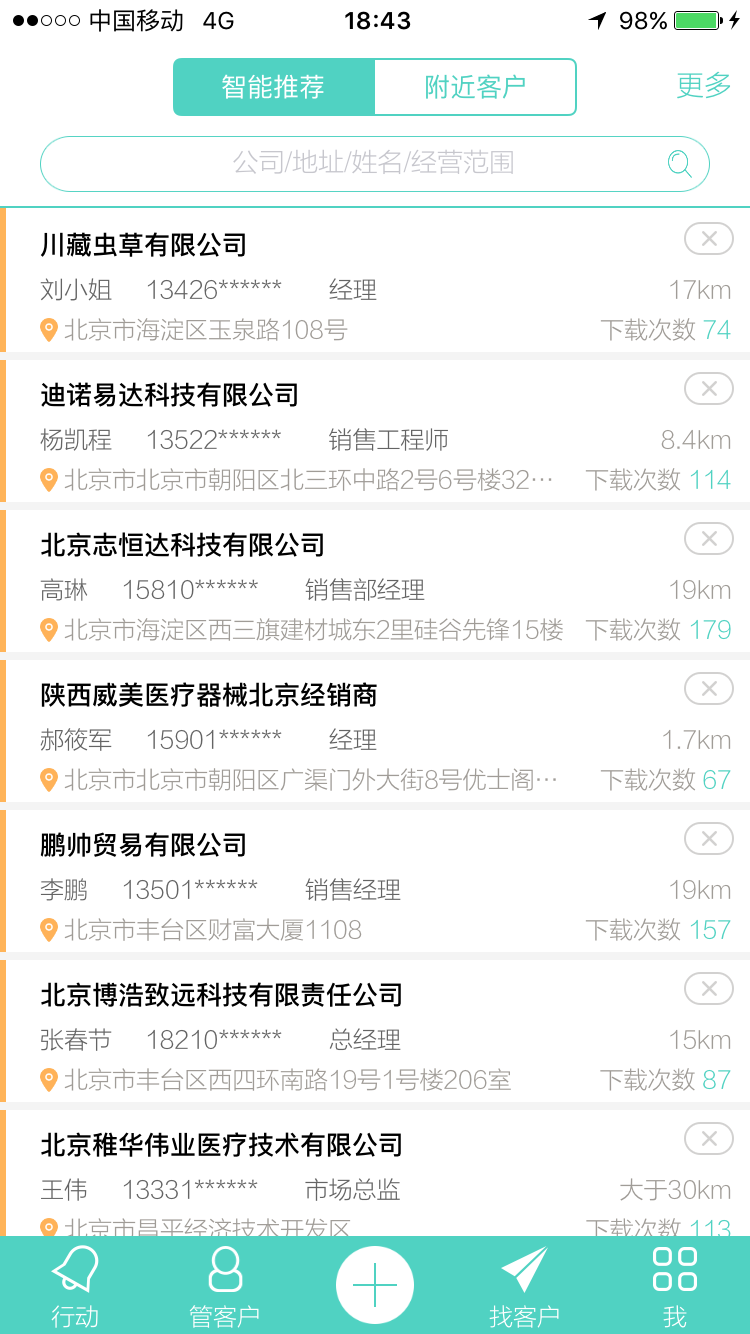 中国移动 4G 18:43 98%
智能推荐 附近客户 更多
公司/地址/姓名/经营范围
川藏虫草有限公司
刘小姐 13426****** 经理 17km
北京市海淀区玉泉路108号 下载次数 74
迪诺易达科技有限公司
杨凯程 13522****** 销售工程师 8.4km
北京市北京市朝阳区北三环中路2号6号楼32… 下载次数 114
北京志恒达科技有限公司
高琳 15810****** 销售部经理 19km
北京市海淀区西三旗建材城东2里硅谷先锋15楼 下载次数 179
陕西威美医疗器械北京经销商
郝筱军 15901****** 经理 1.7km
北京市北京市朝阳区广渠门外大街8号优士阁… 下载次数 67
鹏帅贸易有限公司
李鹏 13501****** 销售经理 19km
北京市丰台区财富大厦1108 下载次数 157
北京博浩致远科技有限责任公司
张春节 18210****** 总经理 15km
北京市丰台区西四环南路19号1号楼206室 下载次数 87
北京稚华伟业医疗技术有限公司
王伟 13331****** 市场总监 大于30km
北京市昌平经济技术开发区 下载次数 113
行动 管客户 找客户 我